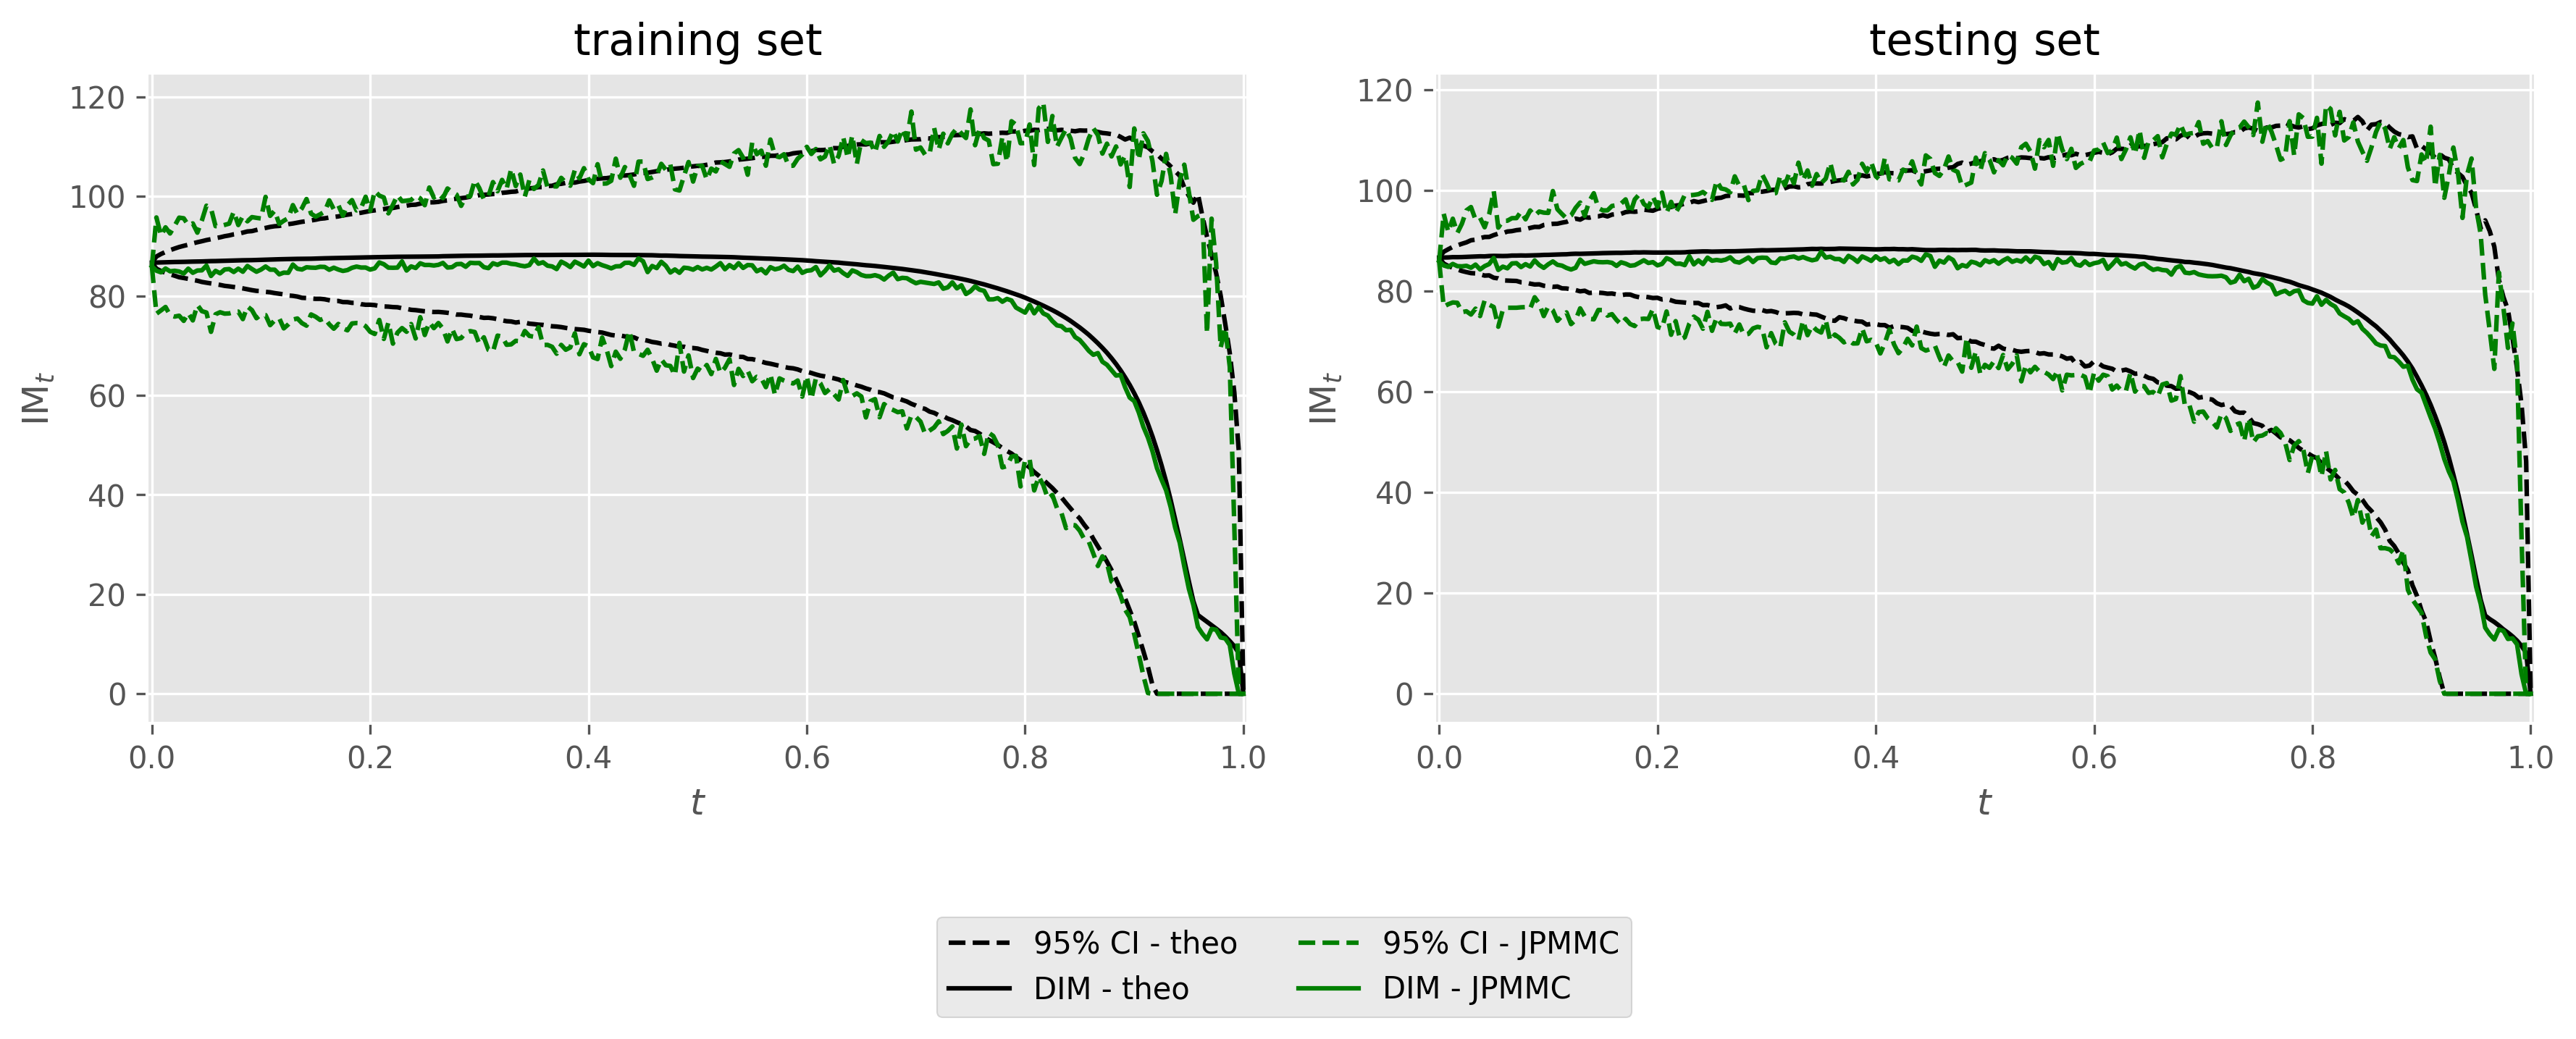 training set
testing set
120
100
80
60
40
20
0
IM_t
0.0 0.2 0.4 0.6 0.8 1.0
t
120
100
80
60
40
20
0
IM_t
0.0 0.2 0.4 0.6 0.8 1.0
t
95% CI - theo
DIM - theo
95% CI - JPMMC
DIM - JPMMC